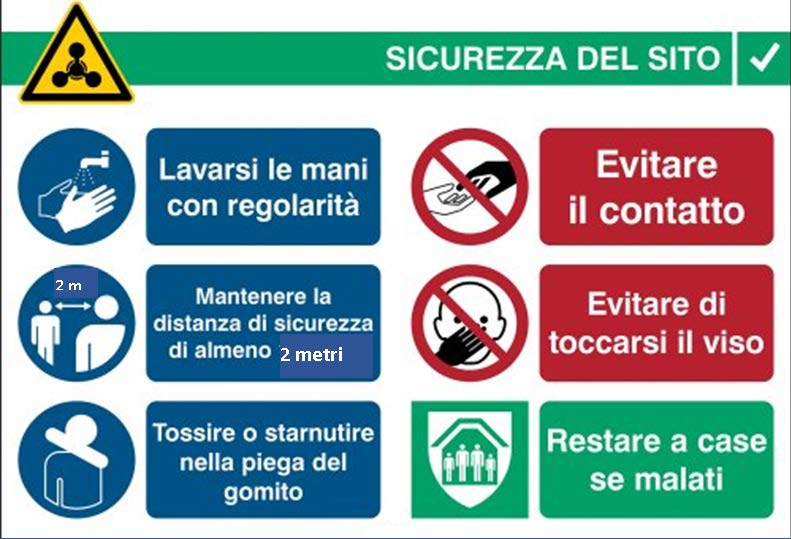 SICUREZZA DEL SITO
Lavarsi le mani
con regolarità
Evitare
il contatto
2 m
Mantenere la
distanza di sicurezza
di almeno 2 metri
Evitare di
toccarsi il viso
Tossire o starnutire
nella piega del
gomito
Restare a case
se malati